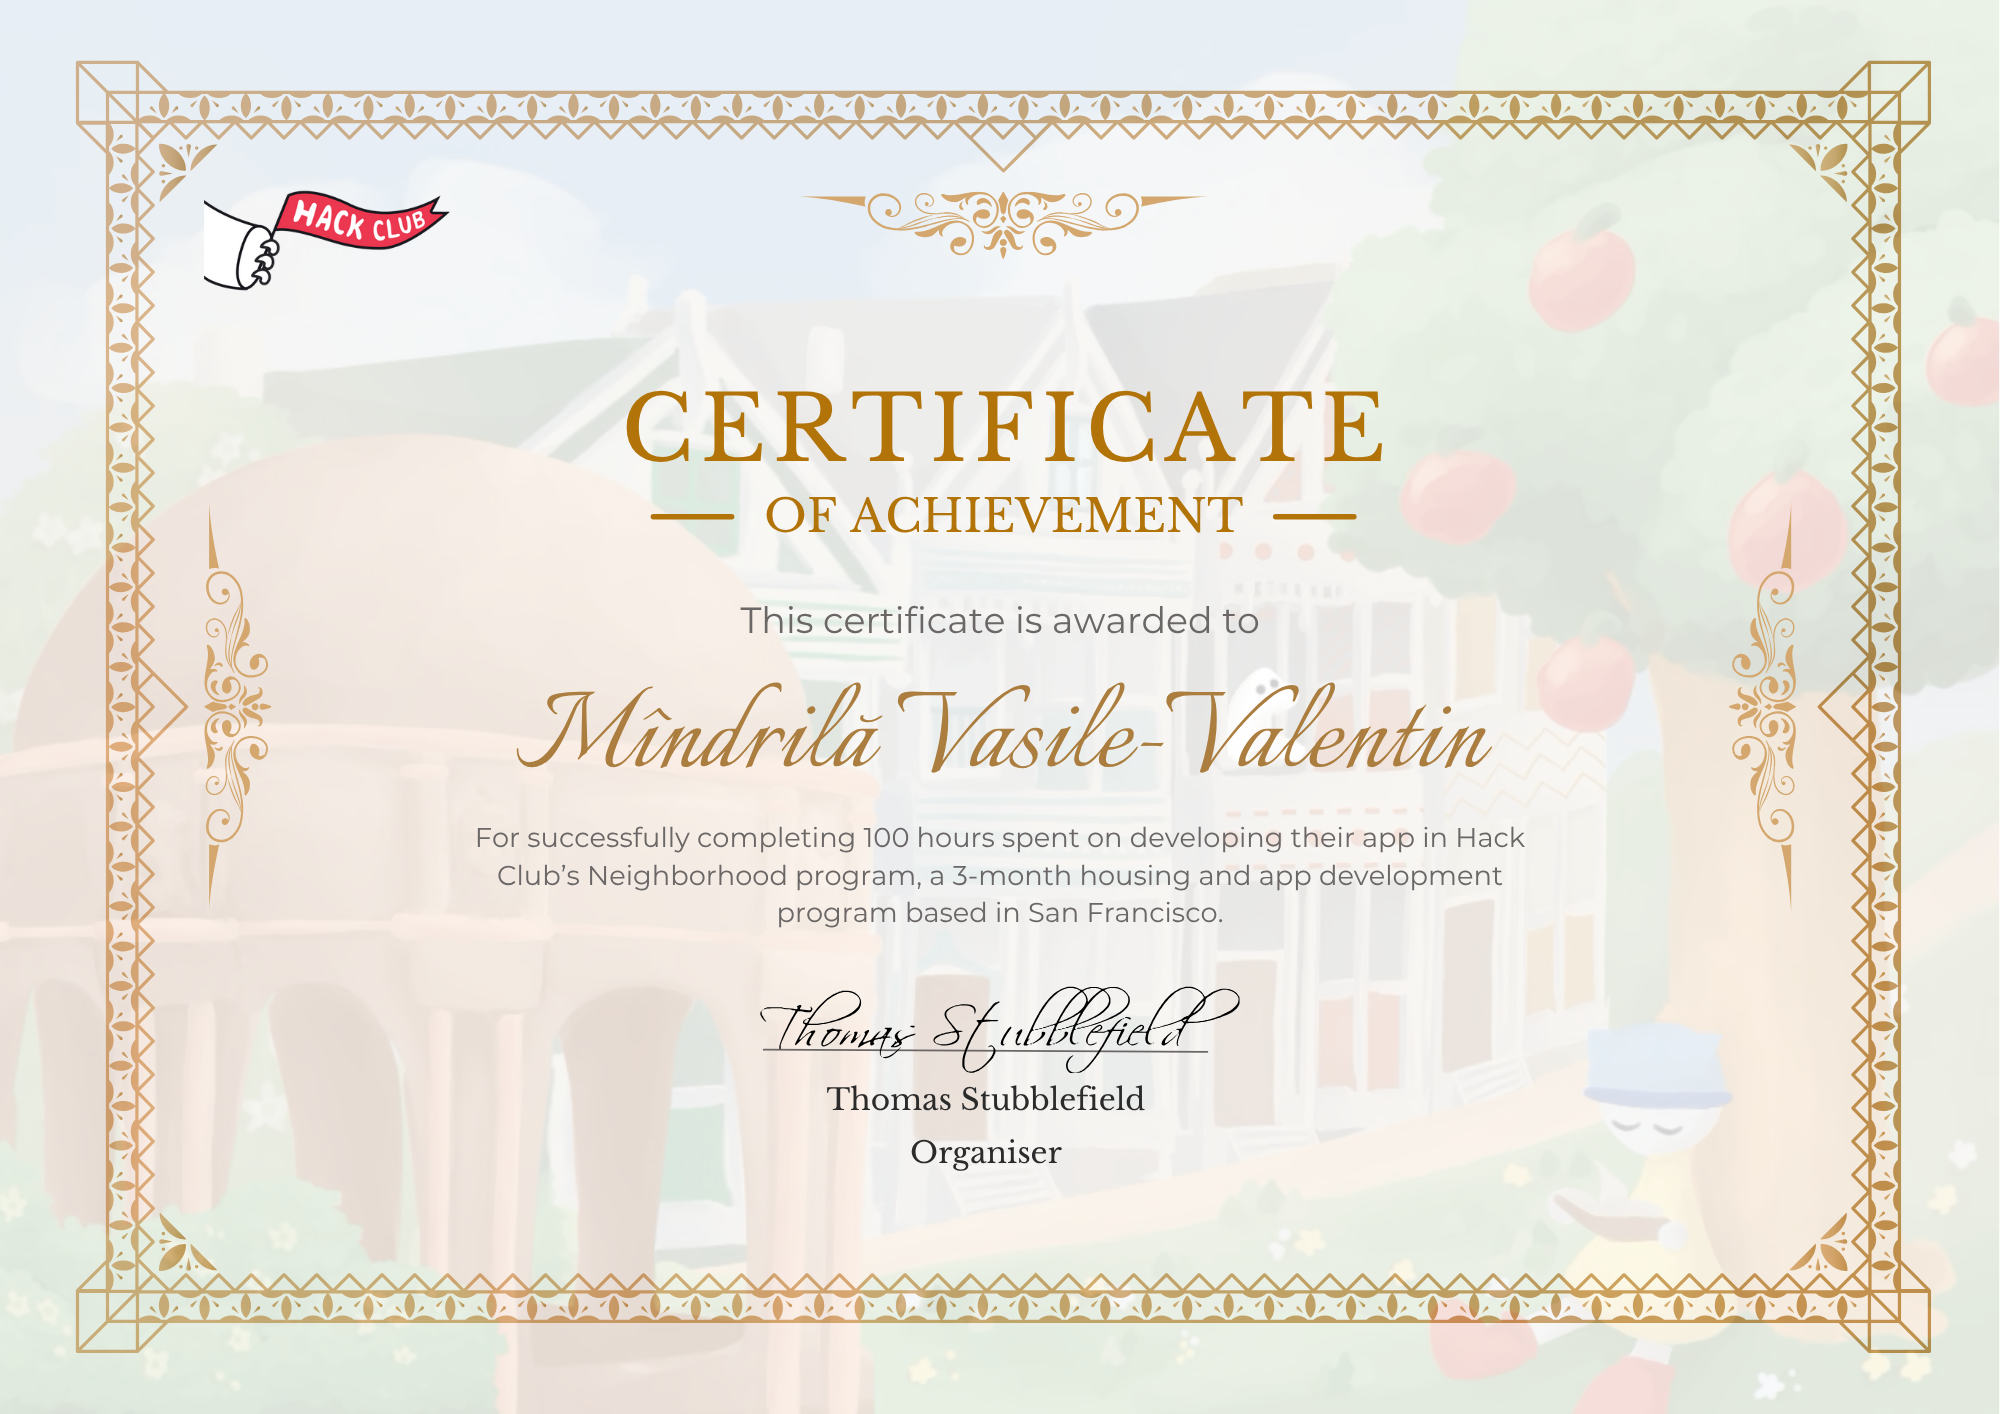 HACK CLUB
CERTIFICATE
OF ACHIEVEMENT
This certificate is awarded to
Mîndrilă Vasile-Valentin
For successfully completing 100 hours spent on developing their app in Hack
Club’s Neighborhood program, a 3-month housing and app development
program based in San Francisco.
Thomas Stubblefield
Thomas Stubblefield
Organiser